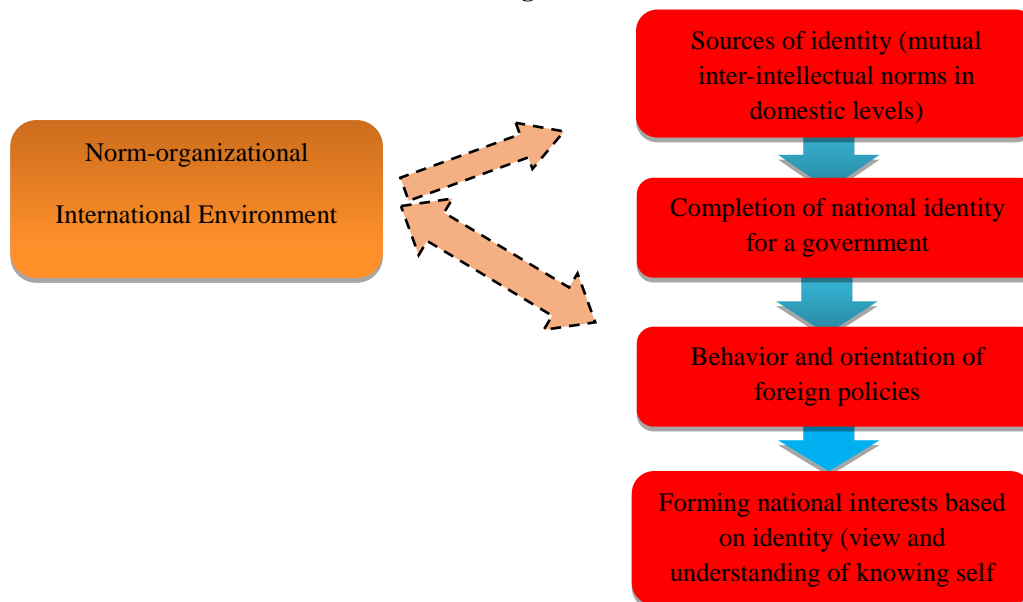 Norm-organizational
International Environment
Sources of identity (mutual
inter-intellectual norms in
domestic levels)
Completion of national identity
for a government
Behavior and orientation of
foreign policies
Forming national interests based
on identity (view and
understanding of knowing self